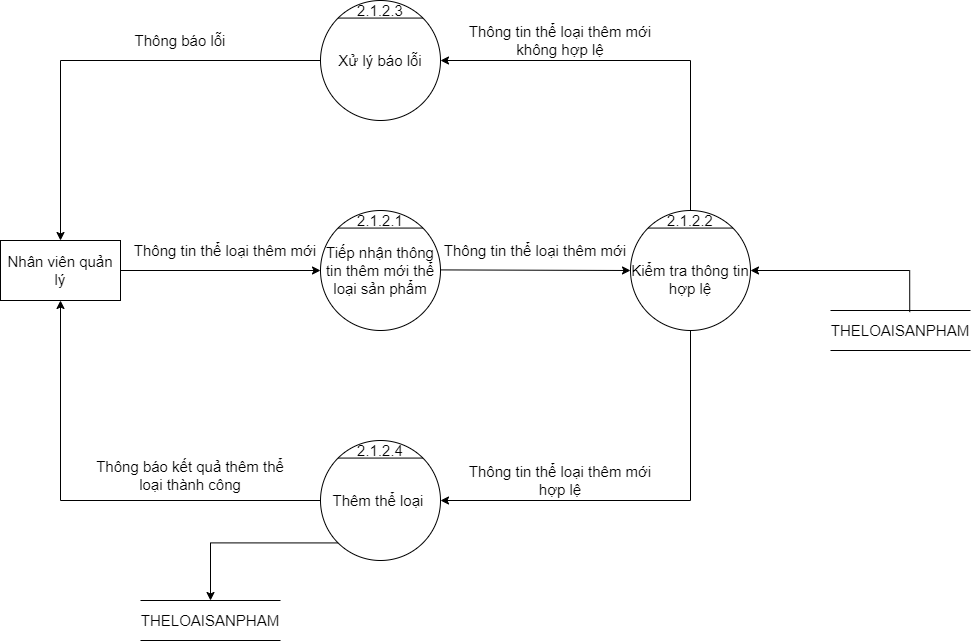 2.1.2.3
Thông tin thể loại thêm mới
không hợp lệ
Thông báo lỗi
Xử lý báo lỗi
2.1.2.1
2.1.2.2
Thông tin thể loại thêm mới
Tiếp nhận thông
tin thêm mới thể
loại sản phẩm
Thông tin thể loại thêm mới
Nhân viên quản
lý
Kiểm tra thông tin
hợp lệ
THELOAISANPHAM
2.1.2.4
Thông báo kết quả thêm thể
loại thành công
Thông tin thể loại thêm mới
hợp lệ
Thêm thể loại
THELOAISANPHAM